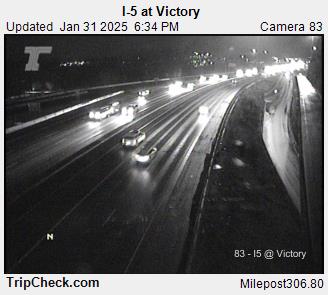 I-5 at Victory
Updated Jan 31 2025 6:34 PM Camera 83
T
N
83 - I5 @ Victory
TripCheck.com Milepost306.80